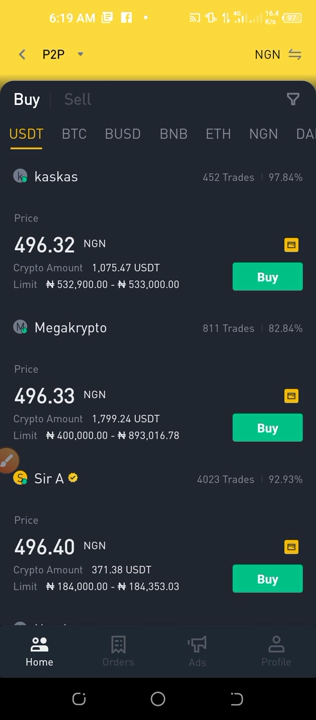 6:19 AM
4G
16.4
K/s
P2P
NGN
Buy Sell
USDT BTC BUSD BNB ETH NGN DA
kaskas 452 Trades 97.84%
Price
496.32 NGN
Crypto Amount 1,075.47 USDT
Buy
Limit ₦ 532,900.00 - ₦ 533,000.00
M Megakrypto 811 Trades 82.84%
Price
496.33 NGN
Crypto Amount 1,799.24 USDT
Buy
Limit ₦ 400,000.00 - ₦ 893,016.78
S Sir A 4023 Trades 92.93%
Price
496.40 NGN
Crypto Amount 371.38 USDT
Buy
Limit ₦ 184,000.00 - ₦ 184,353.03
Home Orders Ads Profile